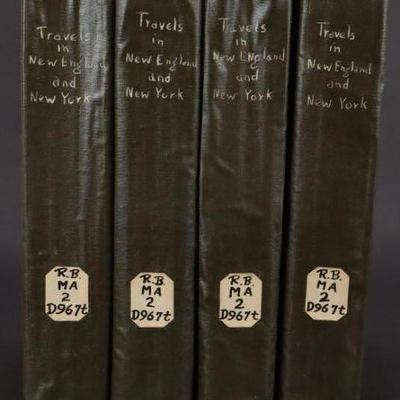 Travels
in
New England
and
New York
R.B.
MA
2
D967t
Travels
in
New England
and
New York
R.B.
MA
2
D967t
Travels
in
New England
and
New York
R.B.
MA
2
D967t
Travels
in
New England
and
New York
R.B.
MA
2
D967t